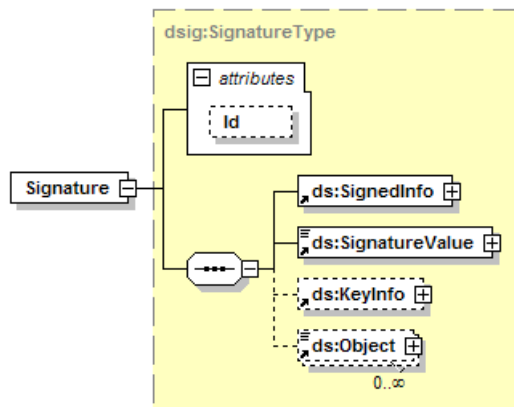 dsig:SignatureType
attributes
Id
Signature
ds:SignedInfo
ds:SignatureValue
ds:KeyInfo
ds:Object
0..∞